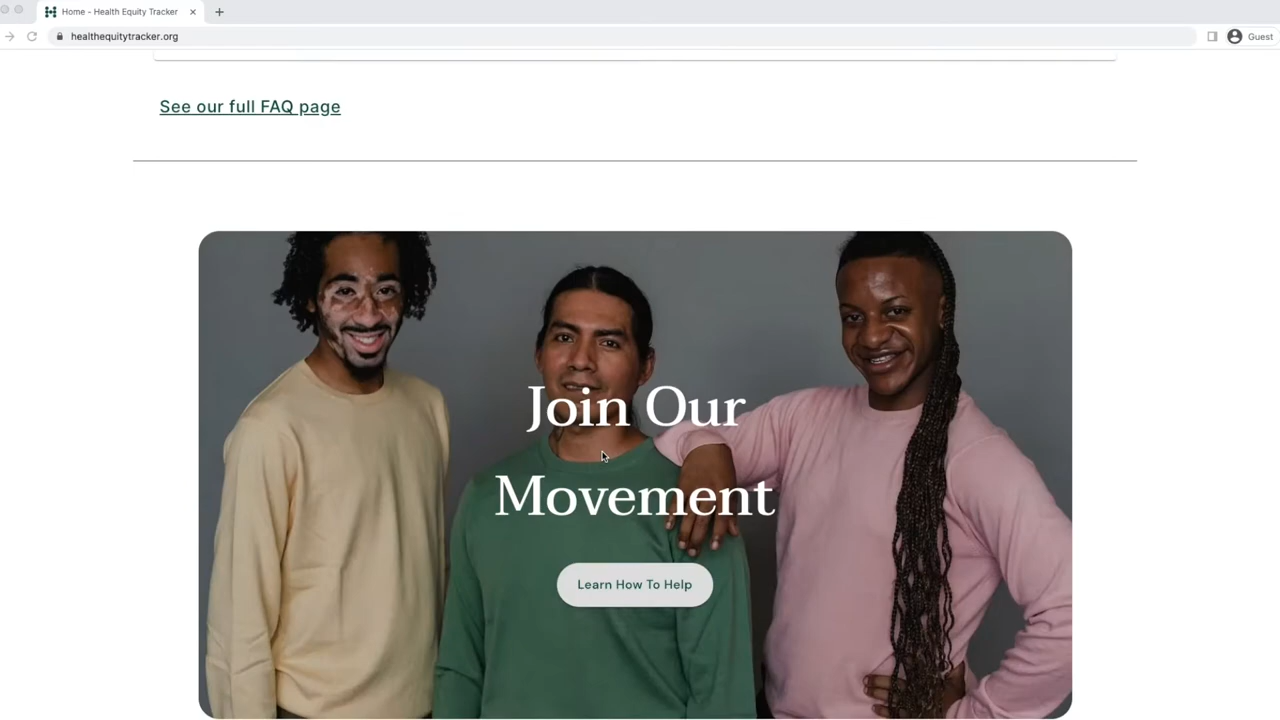 Home - Health Equity Tracker
healthequitytracker.org
Guest
See our full FAQ page
Join Our
Movement
Learn How To Help